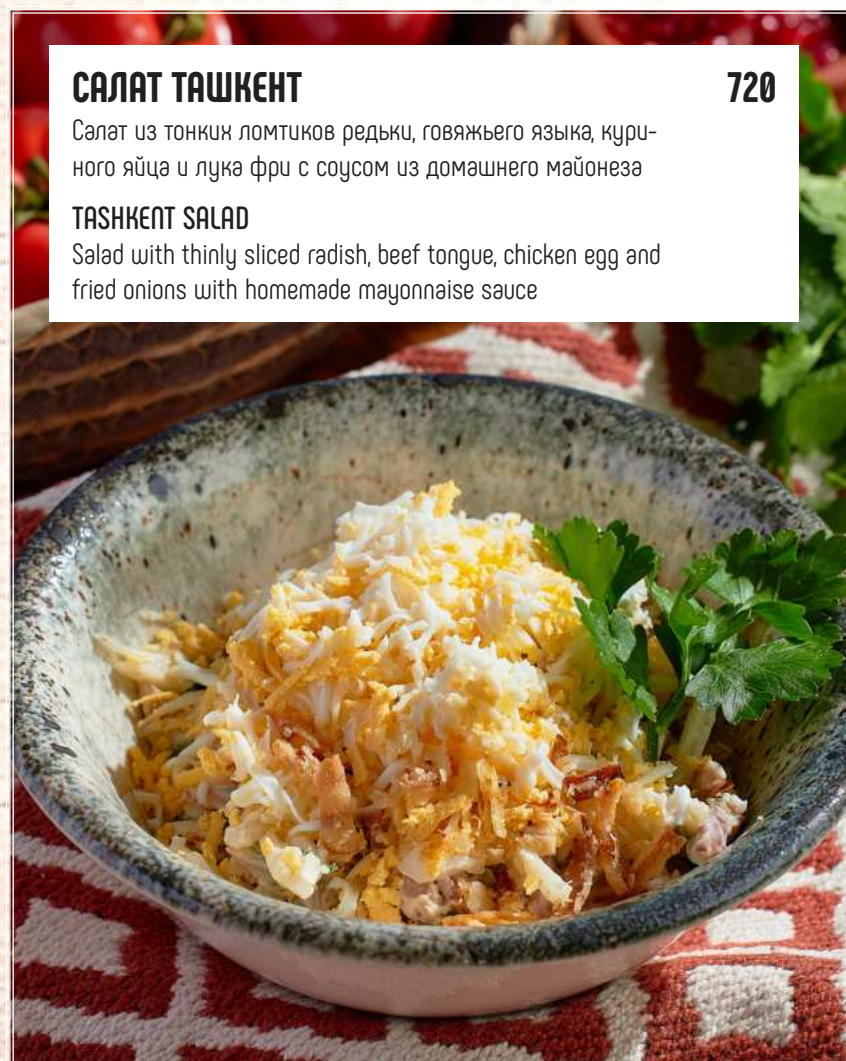 САЛАТ ТАШКЕНТ 720
Салат из тонких ломтиков редьки, говяжьего языка, кури-
ного яйца и лука фри с соусом из домашнего майонеза
TASHKENT SALAD
Salad with thinly sliced radish, beef tongue, chicken egg and
fried onions with homemade mayonnaise sauce